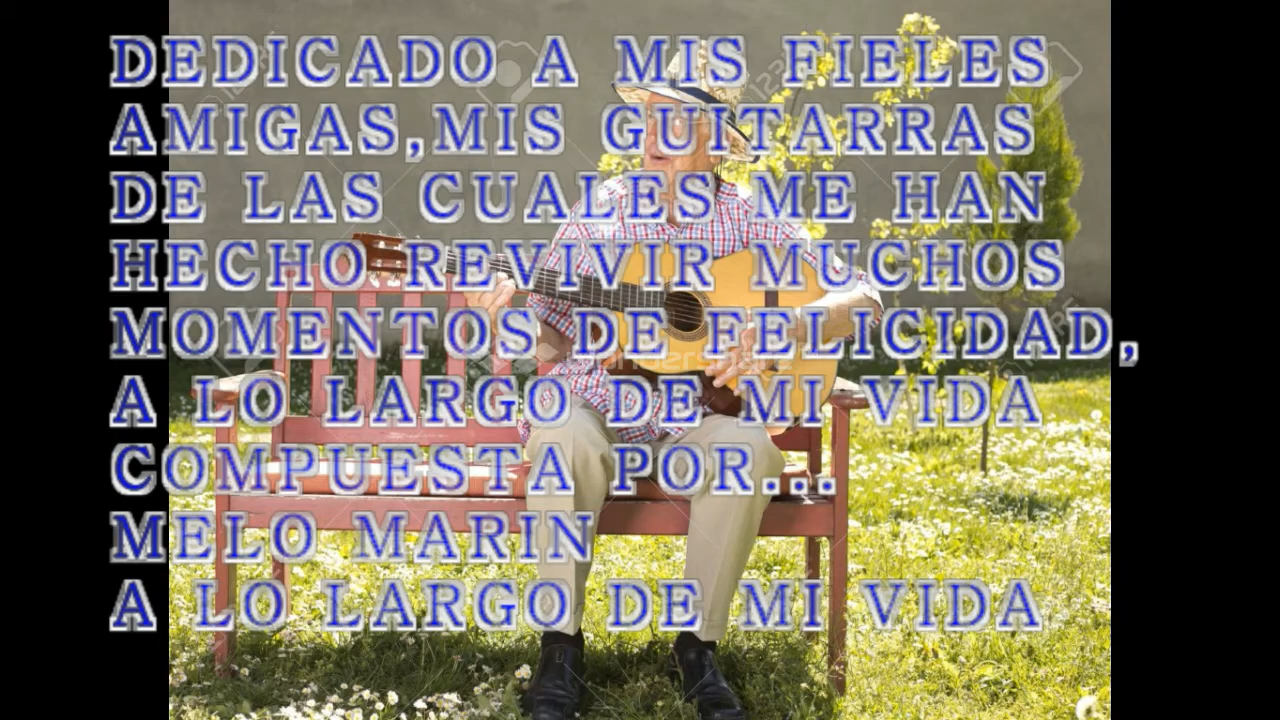 DEDICADO A MIS FIELES
AMIGAS,MIS GUITARRAS
DE LAS CUALES ME HAN
HECHO REVIVIR MUCHOS
MOMENTOS DE FELICIDAD,
A LO LARGO DE MI VIDA
COMPUESTA POR...
MELO MARIN
A LO LARGO DE MI VIDA